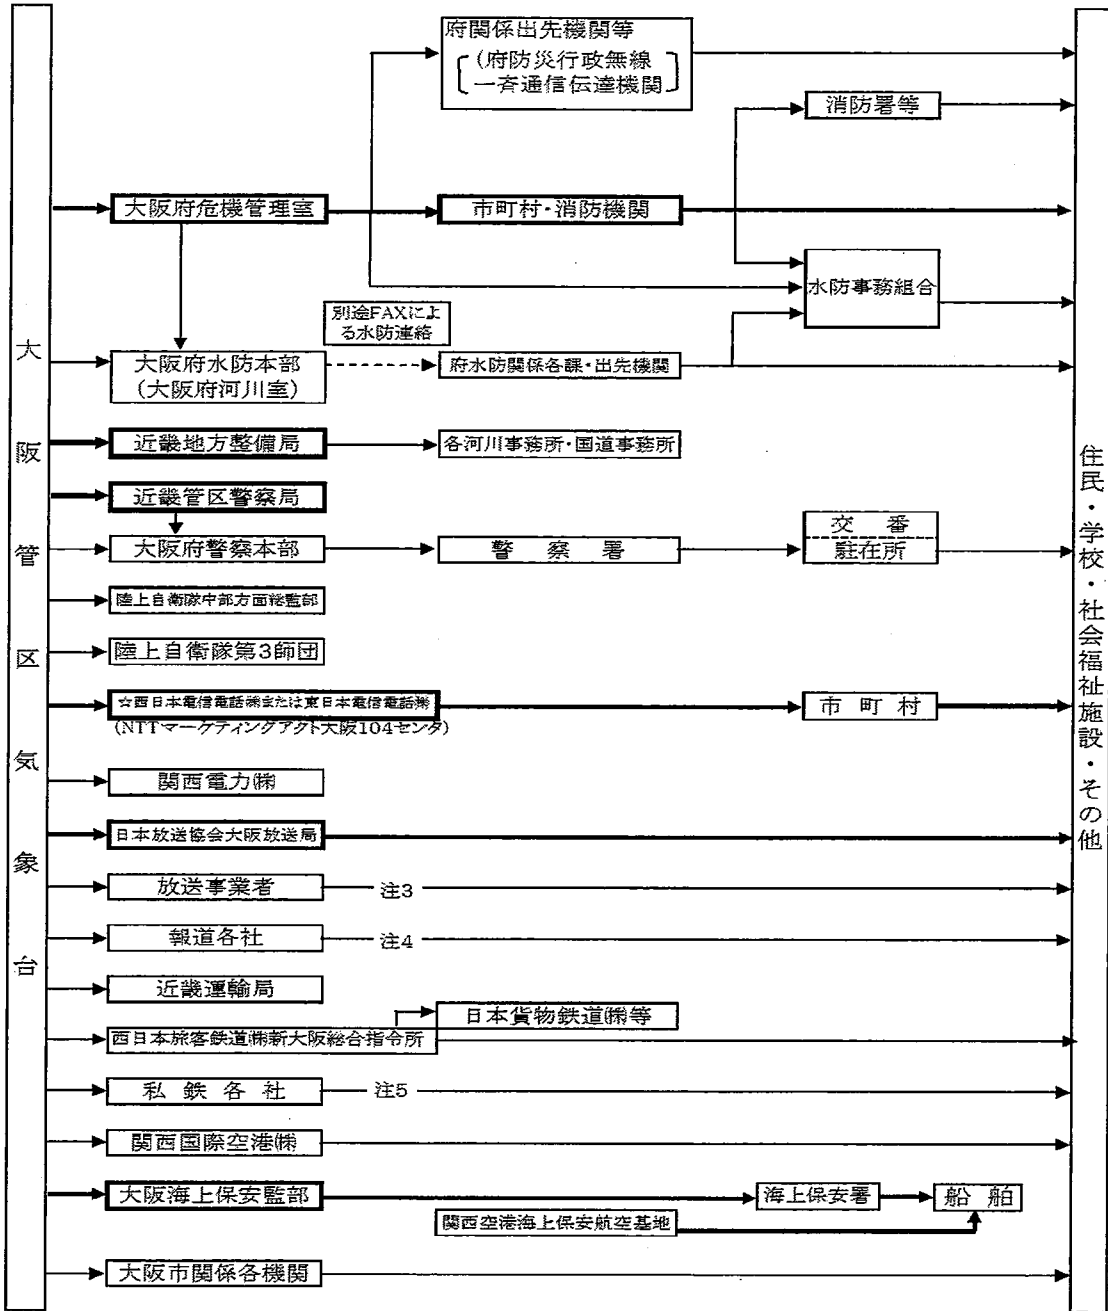 大阪管区気象台
府関係出先機関等
(府防災行政無線
一斉通信伝達機関
消防署等
大阪府危機管理室
市町村・消防機関
水防事務組合
別途FAXによ
る水防連絡
大阪府水防本部
(大阪府河川室)
府水防関係各課・出先機関
近畿地方整備局
各河川事務所・国道事務所
近畿管区警察局
大阪府警察本部
警察署
交番
駐在所
陸上自衛隊中部方面総監部
陸上自衛隊第3師団
☆西日本電信電話㈱または東日本電信電話㈱
(NTTマーケティングアクト大阪104センタ)
市町村
関西電力㈱
日本放送協会大阪放送局
放送事業者
注3
報道各社
注4
近畿運輸局
日本貨物鉄道㈱等
西日本旅客鉄道㈱新大阪総合指令所
私鉄各社
注5
関西国際空港㈱
大阪海上保安監部
海上保安署
船舶
関西空港海上保安航空基地
大阪市関係各機関
住民・学校・社会福祉施設・その他